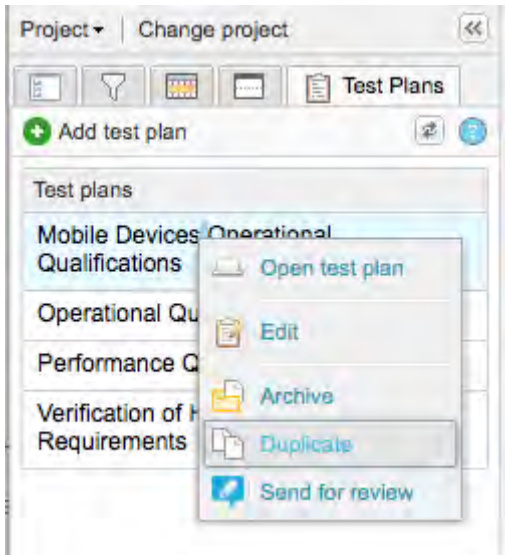 Project
Change project
Test Plans
Add test plan
Test plans
Mobile Devices Operational
Qualifications
Open test plan
Operational Qu
Edit
Performance Q
Archive
Verification of H
Requirements
Duplicate
Send for review